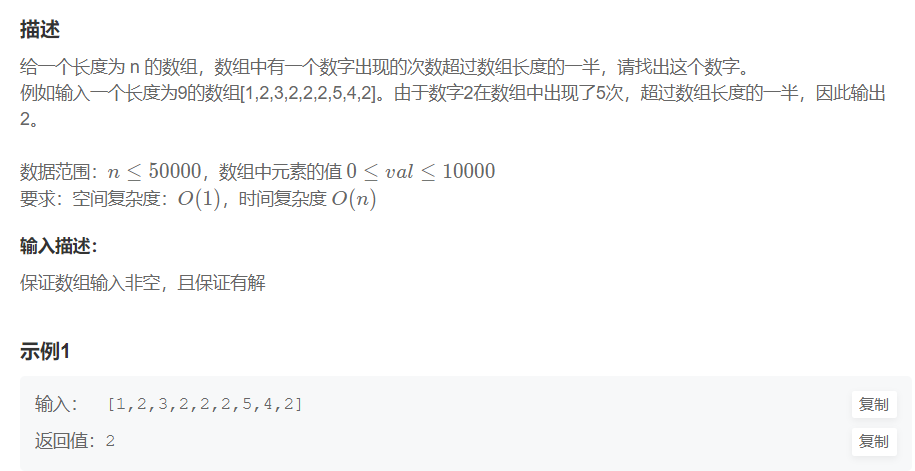 描述
给一个长度为 n 的数组，数组中有一个数字出现的次数超过数组长度的一半，请找出这个数字。
例如输入一个长度为9的数组[1,2,3,2,2,2,5,4,2]。由于数字2在数组中出现了5次，超过数组长度的一半，因此输出
2。
数据范围：n ≤ 50000，数组中元素的值 0 ≤ val ≤ 10000
要求：空间复杂度：O(1)，时间复杂度 O(n)
输入描述：
保证数组输入非空，且保证有解
示例1
输入： [1,2,3,2,2,2,5,4,2] 复制
返回值：2 复制